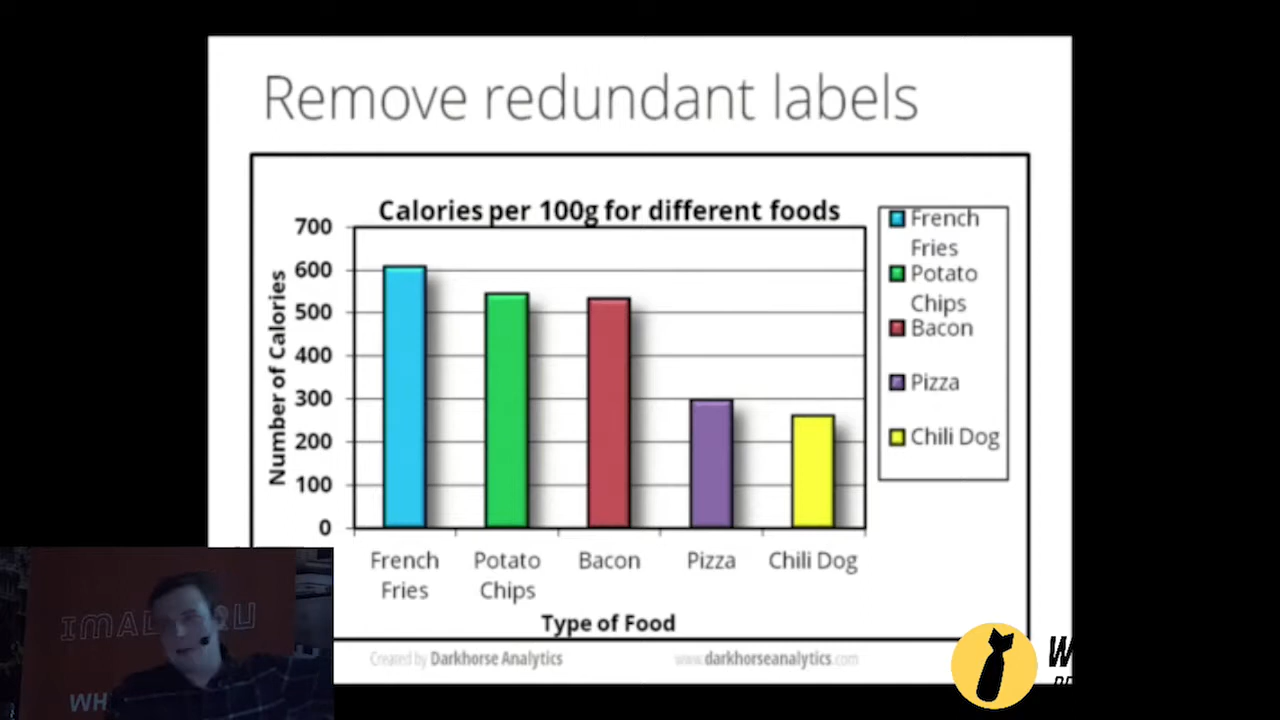 Remove redundant labels
Calories per 100g for different foods
700
600
500
400
300
200
100
0
Number of Calories
French
Fries
Potato
Chips
Bacon
Pizza
Chili Dog
French
Fries
Potato
Chips
Bacon
Pizza
Chili Dog
Type of Food
Created by Darkhorse Analytics
www.darkhorseanalytics.com
WH